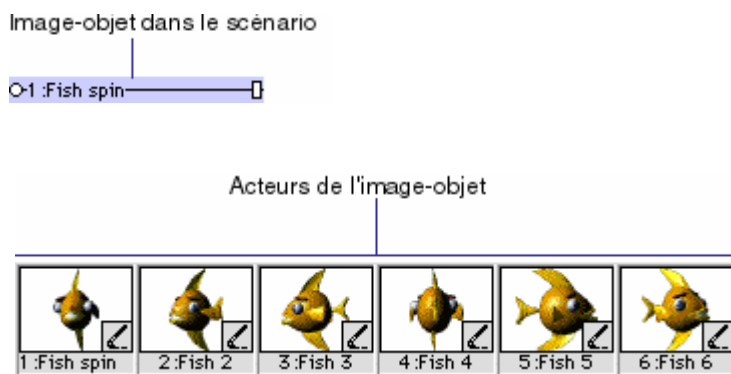 Image-objet dans le scénario
1 :Fish spin
Acteurs de l'image-objet
1 :Fish spin
2:Fish 2
3:Fish 3
4:Fish 4
5:Fish 5
6:Fish 6